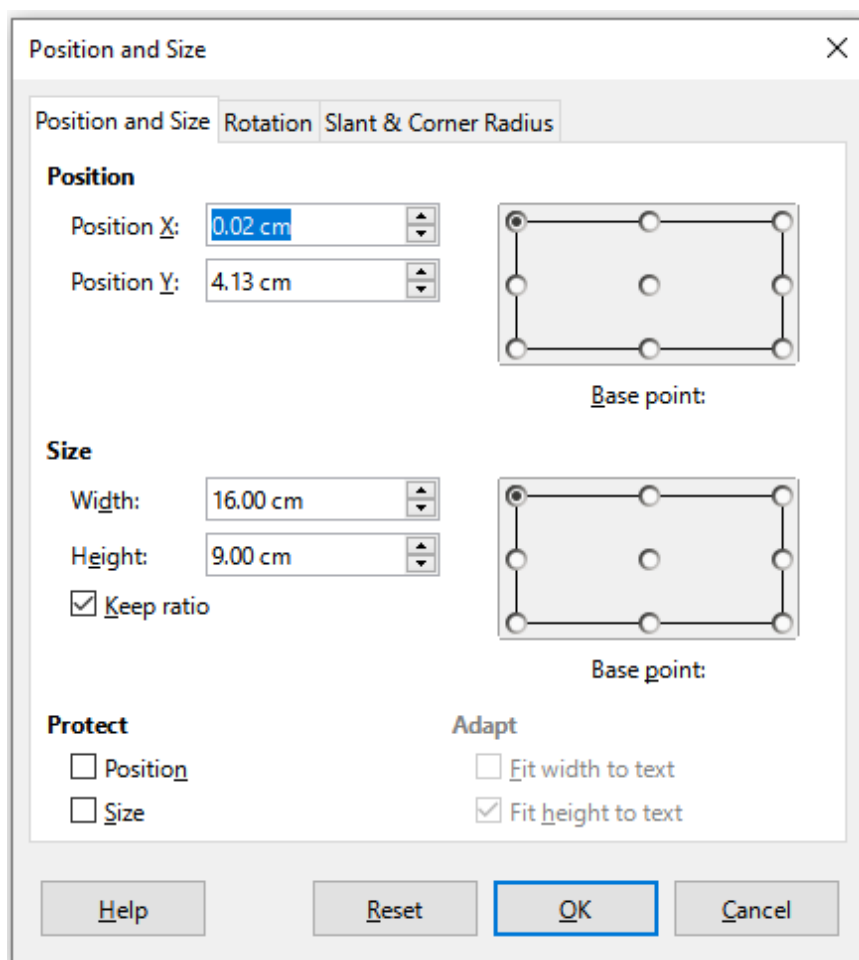 Position and Size
Position and Size Rotation Slant & Corner Radius
Position
Position X: 0.02 cm
Position Y: 4.13 cm
Base point:
Size
Width: 16.00 cm
Height: 9.00 cm
Keep ratio
Base point:
Protect Adapt
Position Fit width to text
Size Fit height to text
Help Reset OK Cancel